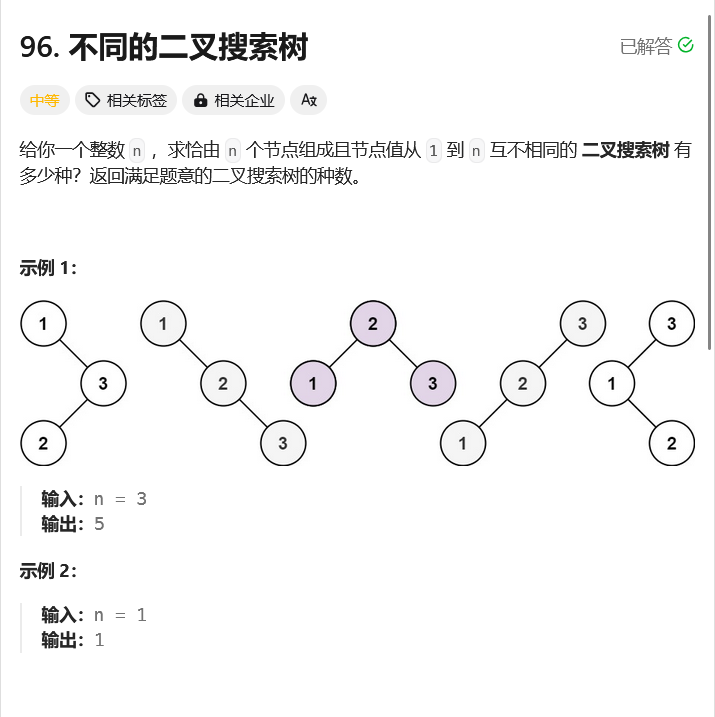 96. 不同的二叉搜索树
已解答
中等 相关标签 相关企业
给你一个整数 n ，求恰由 n 个节点组成且节点值从 1 到 n 互不相同的 二叉搜索树 有
多少种？返回满足题意的二叉搜索树的种数。
示例 1：
1 1 2 3 3
3 2 1 3 2 1
2 3 1 2
输入：n = 3
输出：5
示例 2：
输入：n = 1
输出：1